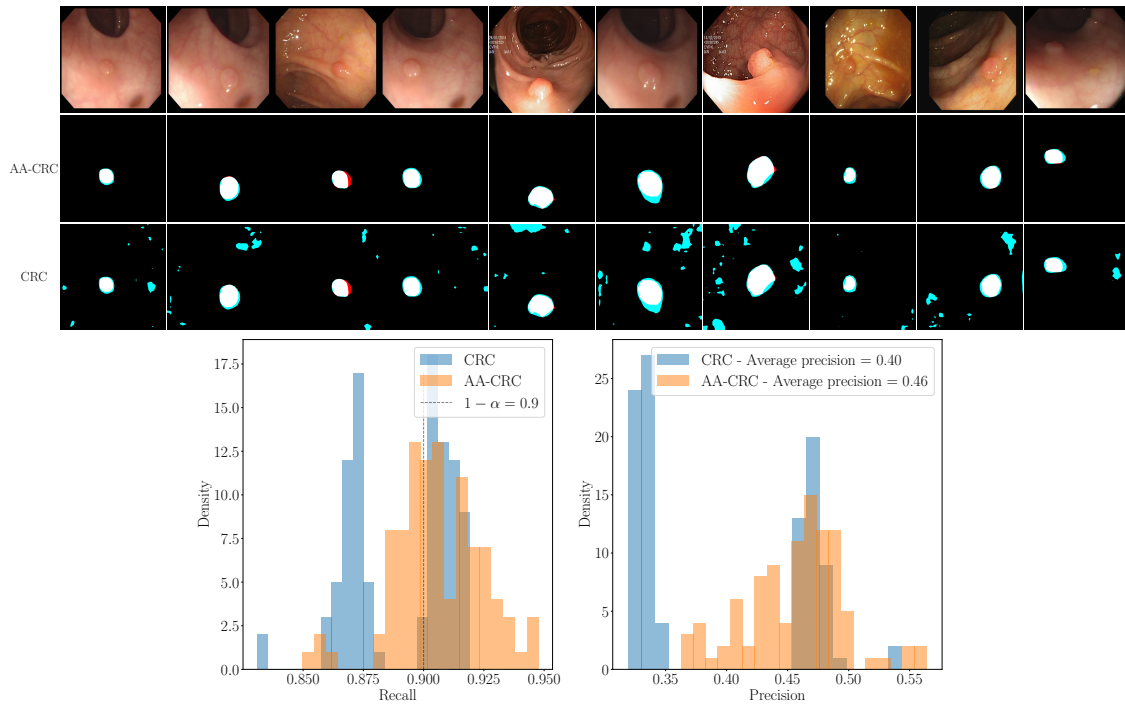 AA-CRC
CRC
CRC
AA-CRC
1 − α = 0.9
17.5
15.0
12.5
10.0
7.5
5.0
2.5
0.0
Density
0.850
0.875
0.900
0.925
0.950
Recall
CRC - Average precision = 0.40
AA-CRC - Average precision = 0.46
25
20
15
10
5
0
Density
0.35
0.40
0.45
0.50
0.55
Precision